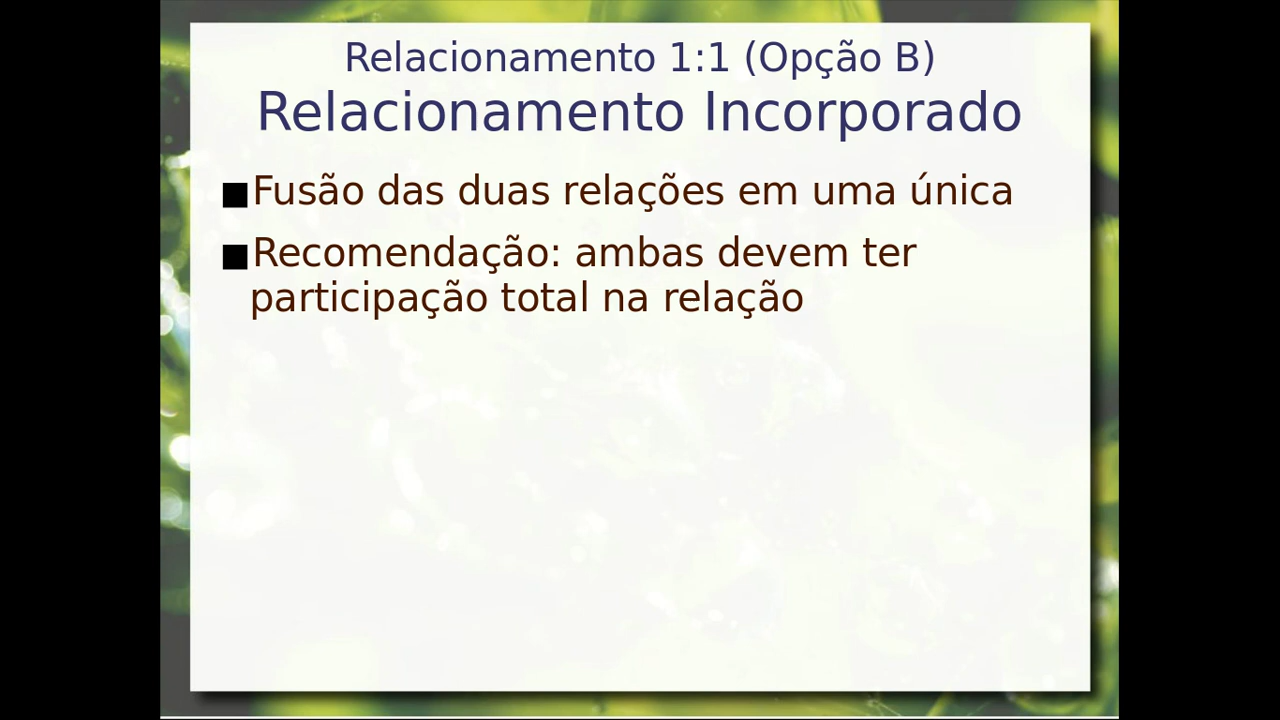 Relacionamento 1:1 (Opção B)
Relacionamento Incorporado
■Fusão das duas relações em uma única
■Recomendação: ambas devem ter
participação total na relação